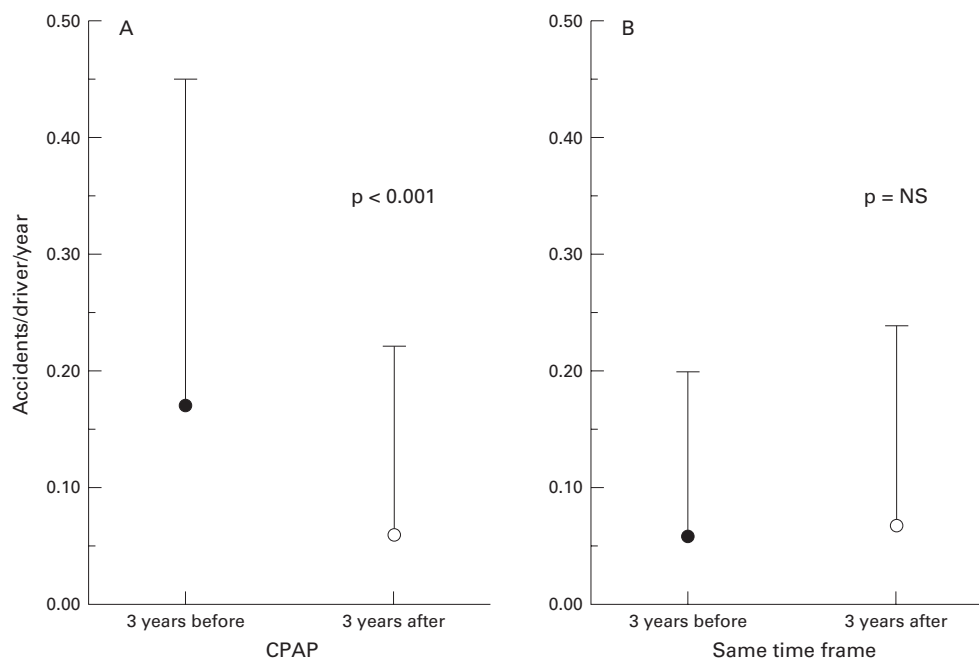 Accidents/driver/year
0.50
0.40
0.30
0.20
0.10
0.00
A
p < 0.001
3 years before
3 years after
CPAP
0.50
0.40
0.30
0.20
0.10
0.00
B
p = NS
3 years before
3 years after
Same time frame